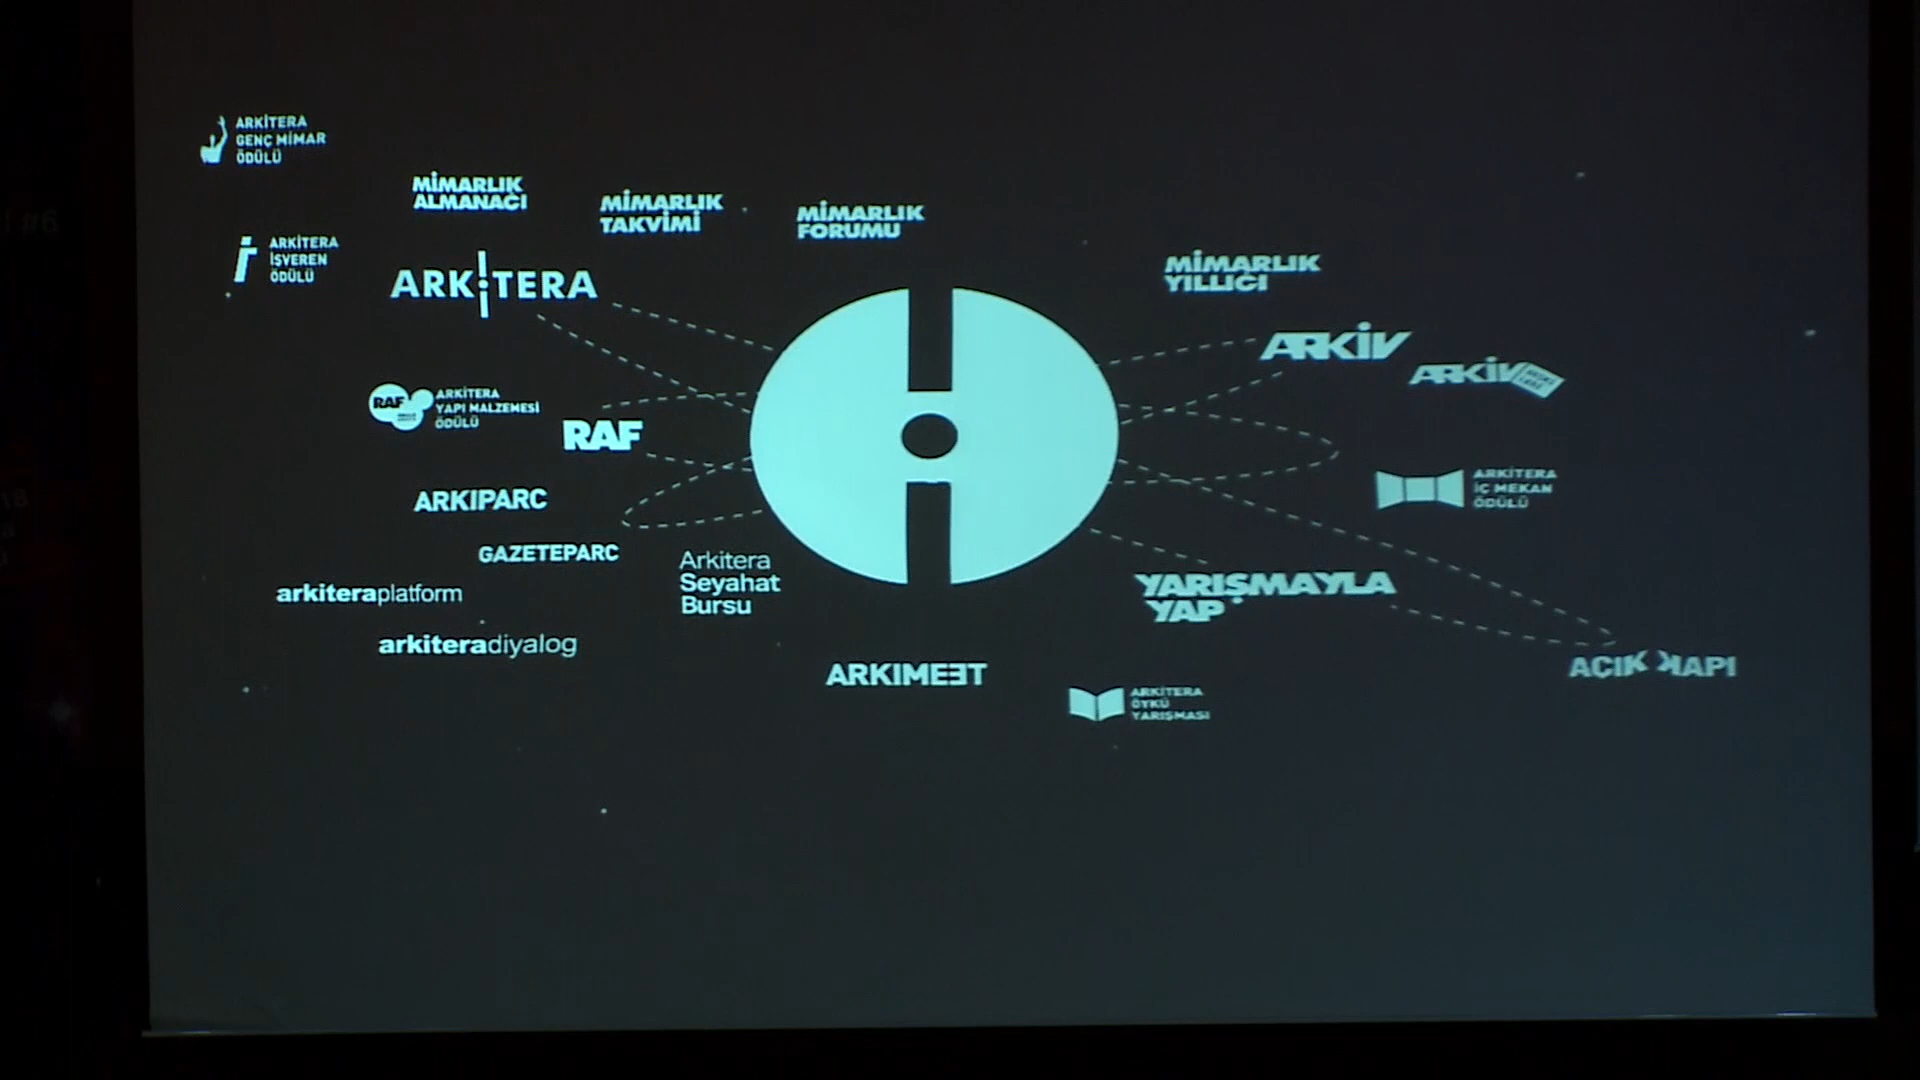 ARKİTERA
GENÇ MİMAR
ÖDÜLÜ
MİMARLIK
ALMANAĞI
MİMARLIK
TAKVİMİ
MİMARLIK
FORUMU
ARKİTERA
İŞVEREN
ÖDÜLÜ
ARKİTERA
MİMARLIK
YILLIĞI
ARKİV
ARKİV
RAF
ARKİTERA
YAPI MALZEMESİ
ÖDÜLÜ
RAF
ARKİTERA
İÇ MEKAN
ÖDÜLÜ
ARKIPARC
GAZETEPARC
Arkitera
Seyahat
Bursu
arkiteraplatform
YARIŞMAYLA
YAP
arkiteradiyalog
ARKIMEET
AÇIK KAPI
ARKİTERA
ÖYKÜ
YARIŞMASI